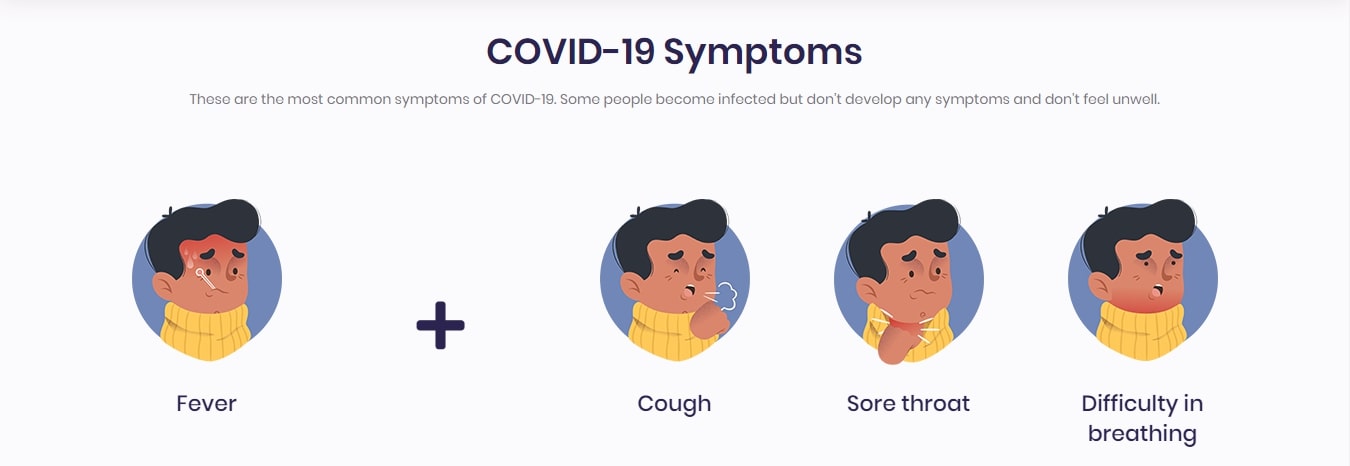 COVID-19 Symptoms
These are the most common symptoms of COVID-19. Some people become infected but don't develop any symptoms and don't feel unwell.
Fever
Cough
Sore throat
Difficulty in
breathing